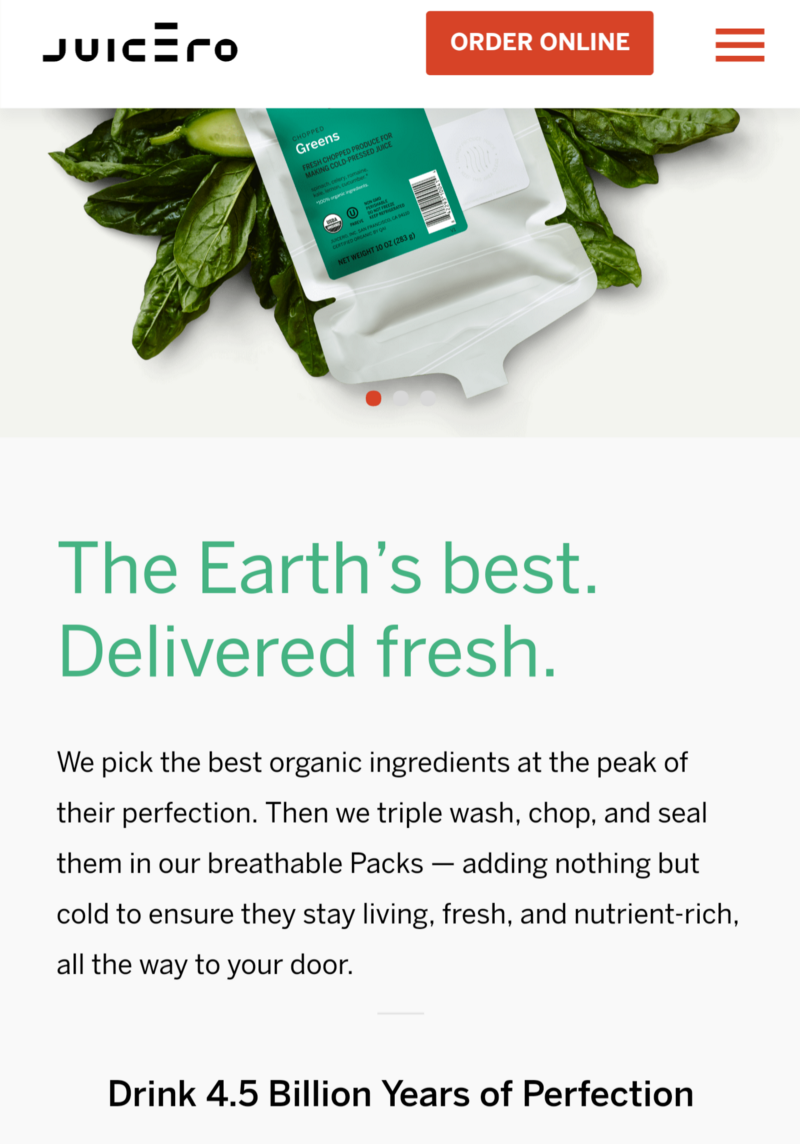 JUICERO
ORDER ONLINE
CHOPPED
Greens
FRESH CHOPPED PRODUCE FOR
MAKING COLD-PRESSED JUICE
*100% organic ingredients
USDA
NET WEIGHT 10 OZ (283 g)
The Earth’s best.
Delivered fresh.
We pick the best organic ingredients at the peak of
their perfection. Then we triple wash, chop, and seal
them in our breathable Packs — adding nothing but
cold to ensure they stay living, fresh, and nutrient-rich,
all the way to your door.
Drink 4.5 Billion Years of Perfection